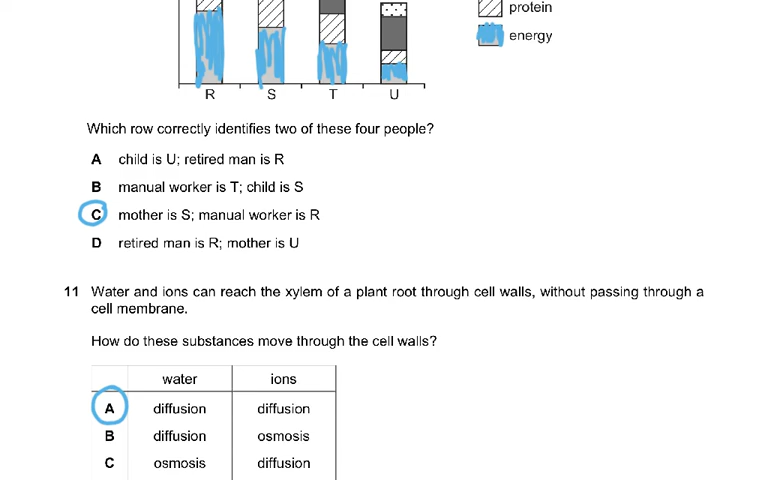 protein
energy
R S T U
Which row correctly identifies two of these four people?
A child is U; retired man is R
B manual worker is T; child is S
C mother is S; manual worker is R
D retired man is R; mother is U
11 Water and ions can reach the xylem of a plant root through cell walls, without passing through a
cell membrane.
How do these substances move through the cell walls?
water ions
A diffusion diffusion
B diffusion osmosis
C osmosis diffusion